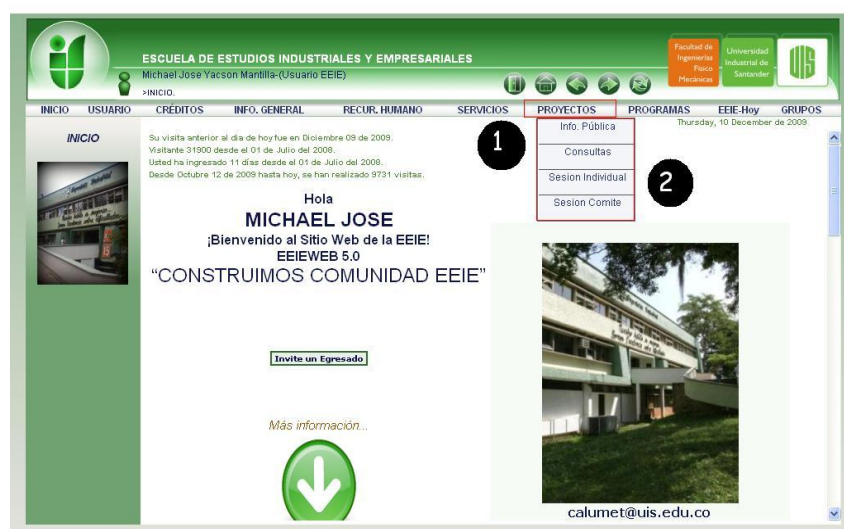 ESCUELA DE ESTUDIOS INDUSTRIALES Y EMPRESARIALES
Michael Jose Yacson Mantilla-(Usuario EEIE)
>INICIO.
Facultad de
Ingenierías
Físico
Mecánicas
Universidad
Industrial de
Santander
UIS
INICIO USUARIO CRÉDITOS INFO. GENERAL RECUR. HUMANO SERVICIOS PROYECTOS PROGRAMAS EEIE-Hoy GRUPOS
Thursday, 10 December de 2009
INICIO
Su visita anterior al dia de hoy fue en Diciembre 09 de 2009.
Visitante 31900 desde el 01 de Julio del 2008.
Usted ha ingresado 11 días desde el 01 de Julio del 2008.
Desde Octubre 12 de 2009 hasta hoy, se han realizado 9731 visitas.
1
Info. Pública
Consultas
Sesion Individual
Sesion Comite
2
Hola
MICHAEL JOSE
¡Bienvenido al Sitio Web de la EEIE!
EEIEWEB 5.0
“CONSTRUIMOS COMUNIDAD EEIE”
Invite un Egresado
Más información...
calumet@uis.edu.co